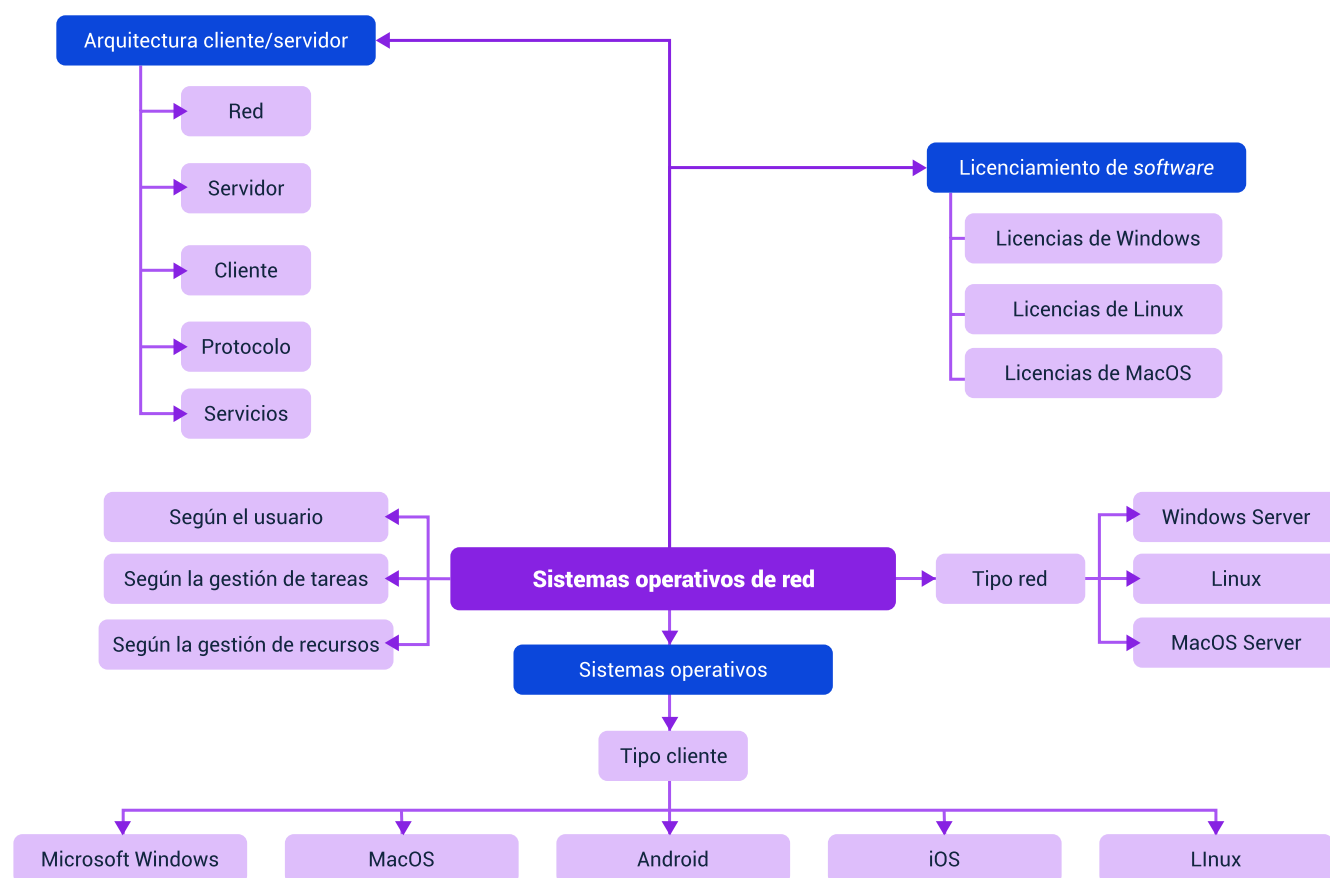 Arquitectura cliente/servidor
Red
Servidor
Cliente
Protocolo
Servicios
Licenciamiento de software
Licencias de Windows
Licencias de Linux
Licencias de MacOS
Según el usuario
Según la gestión de tareas
Según la gestión de recursos
Sistemas operativos de red
Tipo red
Windows Server
Linux
MacOS Server
Sistemas operativos
Tipo cliente
Microsoft Windows
MacOS
Android
iOS
LInux